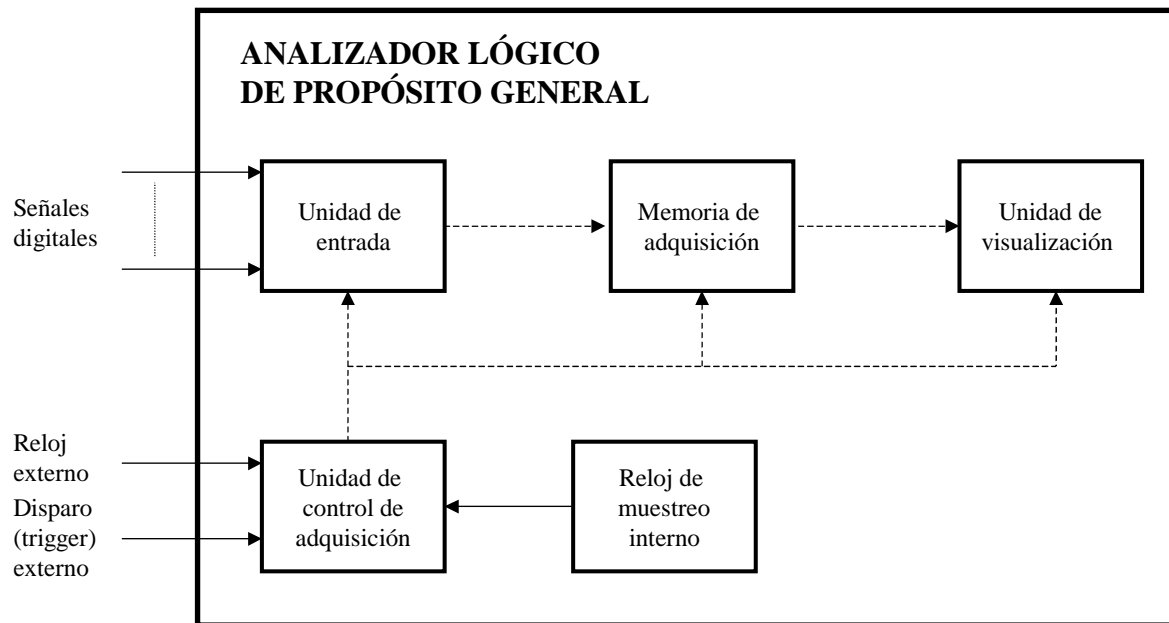 ANALIZADOR LÓGICO
DE PROPÓSITO GENERAL
Señales
digitales
Unidad de
entrada
Memoria de
adquisición
Unidad de
visualización
Reloj
externo
Disparo
(trigger)
externo
Unidad de
control de
adquisición
Reloj de
muestreo
interno